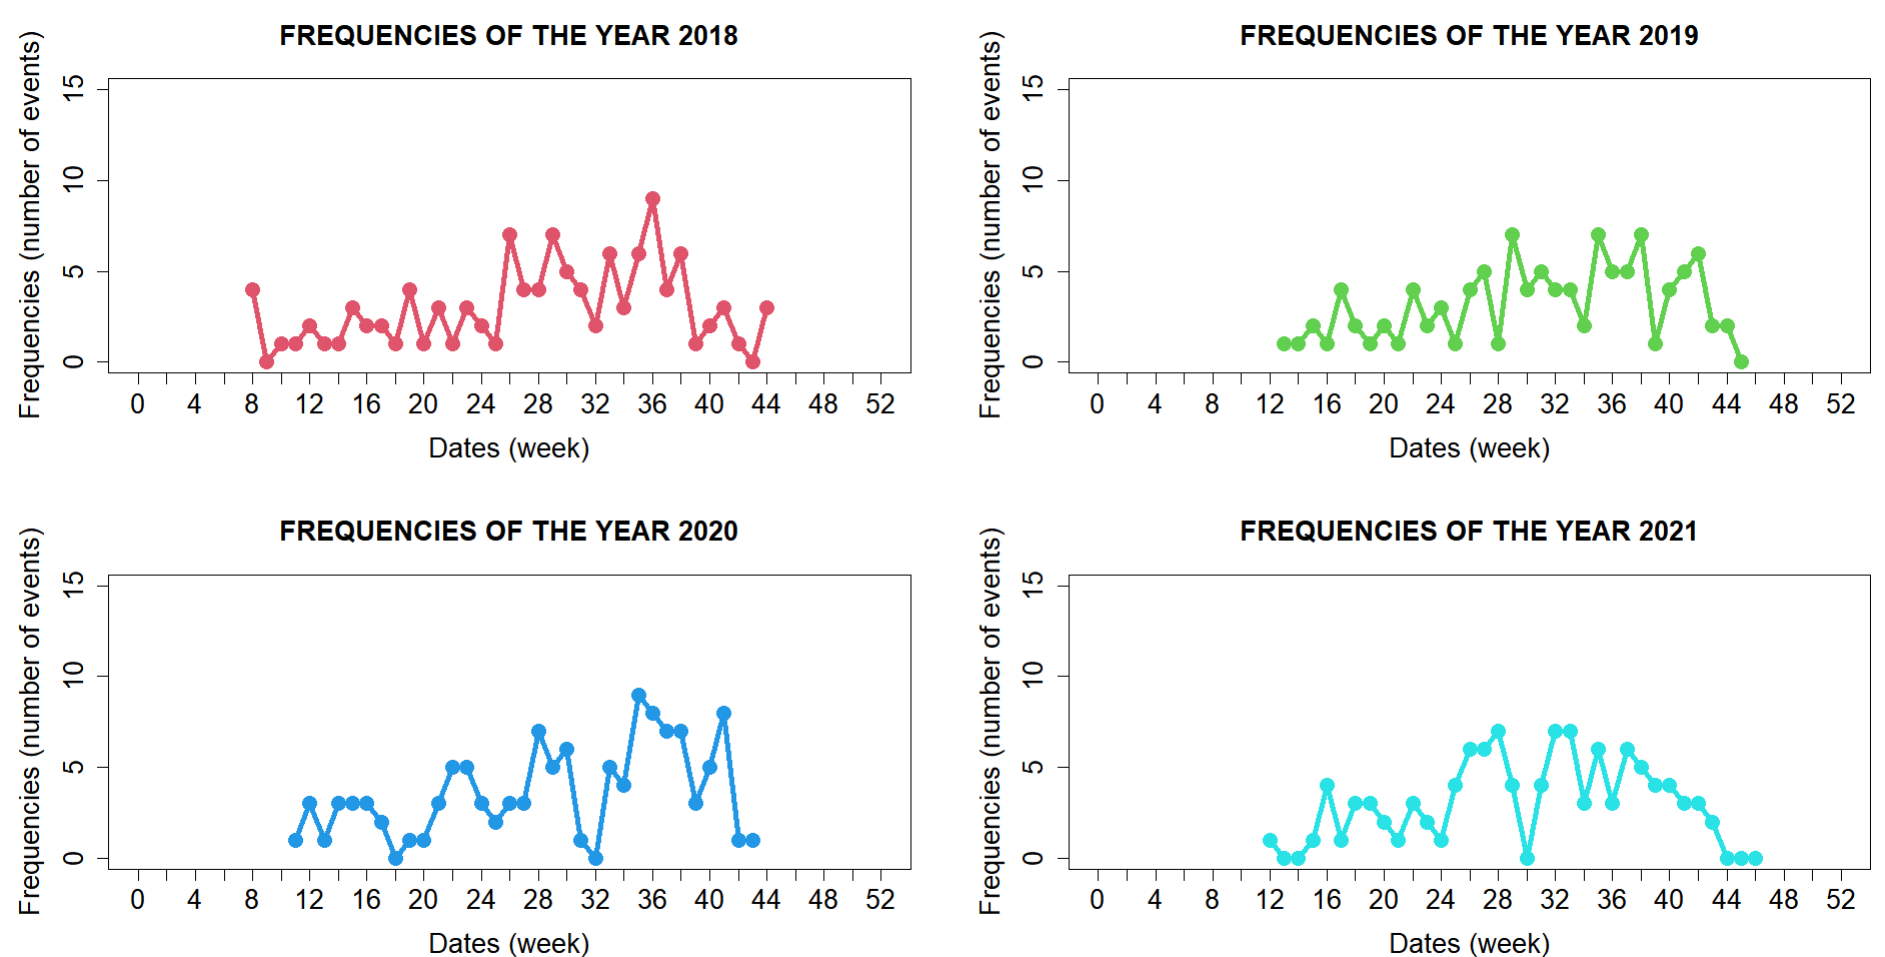 FREQUENCIES OF THE YEAR 2018
Frequencies (number of events)
15
10
5
0
0 4 8 12 16 20 24 28 32 36 40 44 48 52
Dates (week)
FREQUENCIES OF THE YEAR 2019
Frequencies (number of events)
15
10
5
0
0 4 8 12 16 20 24 28 32 36 40 44 48 52
Dates (week)
FREQUENCIES OF THE YEAR 2020
Frequencies (number of events)
15
10
5
0
0 4 8 12 16 20 24 28 32 36 40 44 48 52
Dates (week)
FREQUENCIES OF THE YEAR 2021
Frequencies (number of events)
15
10
5
0
0 4 8 12 16 20 24 28 32 36 40 44 48 52
Dates (week)